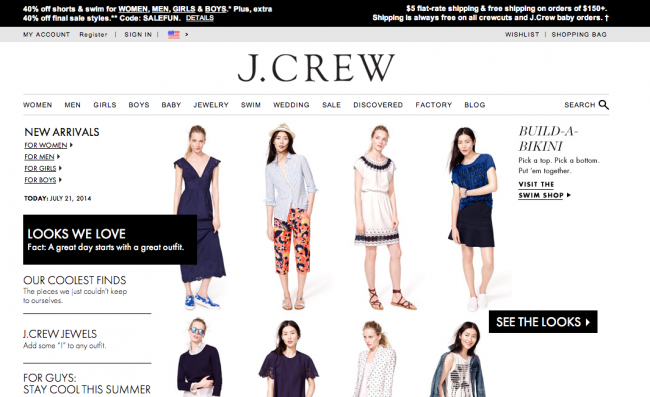 40% off shorts & swim for WOMEN, MEN, GIRLS & BOYS.* Plus, extra
40% off final sale styles.** Code: SALEFUN. DETAILS
$5 flat-rate shipping & free shipping on orders of $150+.
Shipping is always free on all crewcuts and J.Crew baby orders. †
MY ACCOUNT Register | SIGN IN | >
WISHLIST | SHOPPING BAG
J.CREW
WOMEN MEN GIRLS BOYS BABY JEWELRY SWIM WEDDING SALE DISCOVERED FACTORY BLOG SEARCH
NEW ARRIVALS
FOR WOMEN
FOR MEN
FOR GIRLS
FOR BOYS
TODAY: JULY 21, 2014
LOOKS WE LOVE
Fact: A great day starts with a great outfit.
OUR COOLEST FINDS
The pieces we just couldn't keep
to ourselves.
J.CREW JEWELS
Add some "!" to any outfit.
FOR GUYS:
STAY COOL THIS SUMMER
BUILD-A-
BIKINI
Pick a top. Pick a bottom.
Put 'em together.
VISIT THE
SWIM SHOP
SEE THE LOOKS